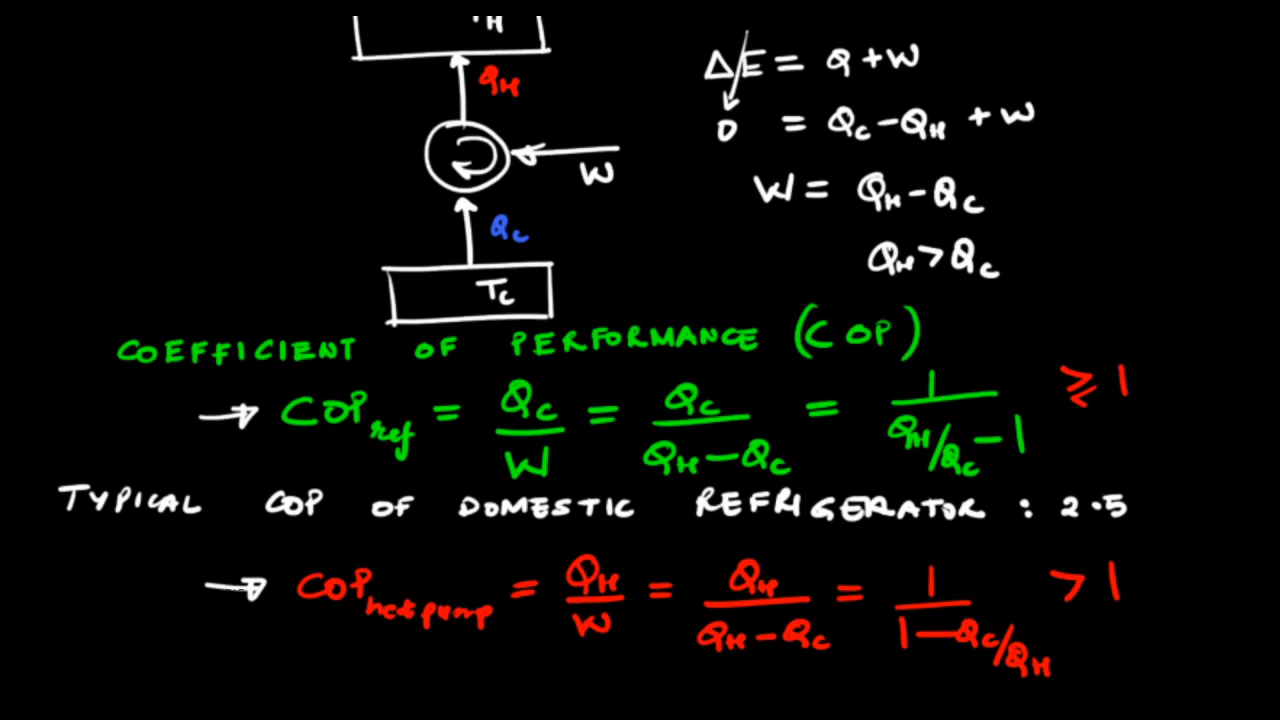 T_H
Q_H
W
Q_C
T_C
ΔE = Q + W
0 = Q_C - Q_H + W
W = Q_H - Q_C
Q_H > Q_C
COEFFICIENT OF PERFORMANCE (COP)
→ COP_ref = Q_C / W = Q_C / (Q_H - Q_C) = 1 / (Q_H/Q_C - 1) ≥ 1
TYPICAL COP OF DOMESTIC REFRIGERATOR : 2.5
→ COP_heat pump = Q_H / W = Q_H / (Q_H - Q_C) = 1 / (1 - Q_C/Q_H) > 1